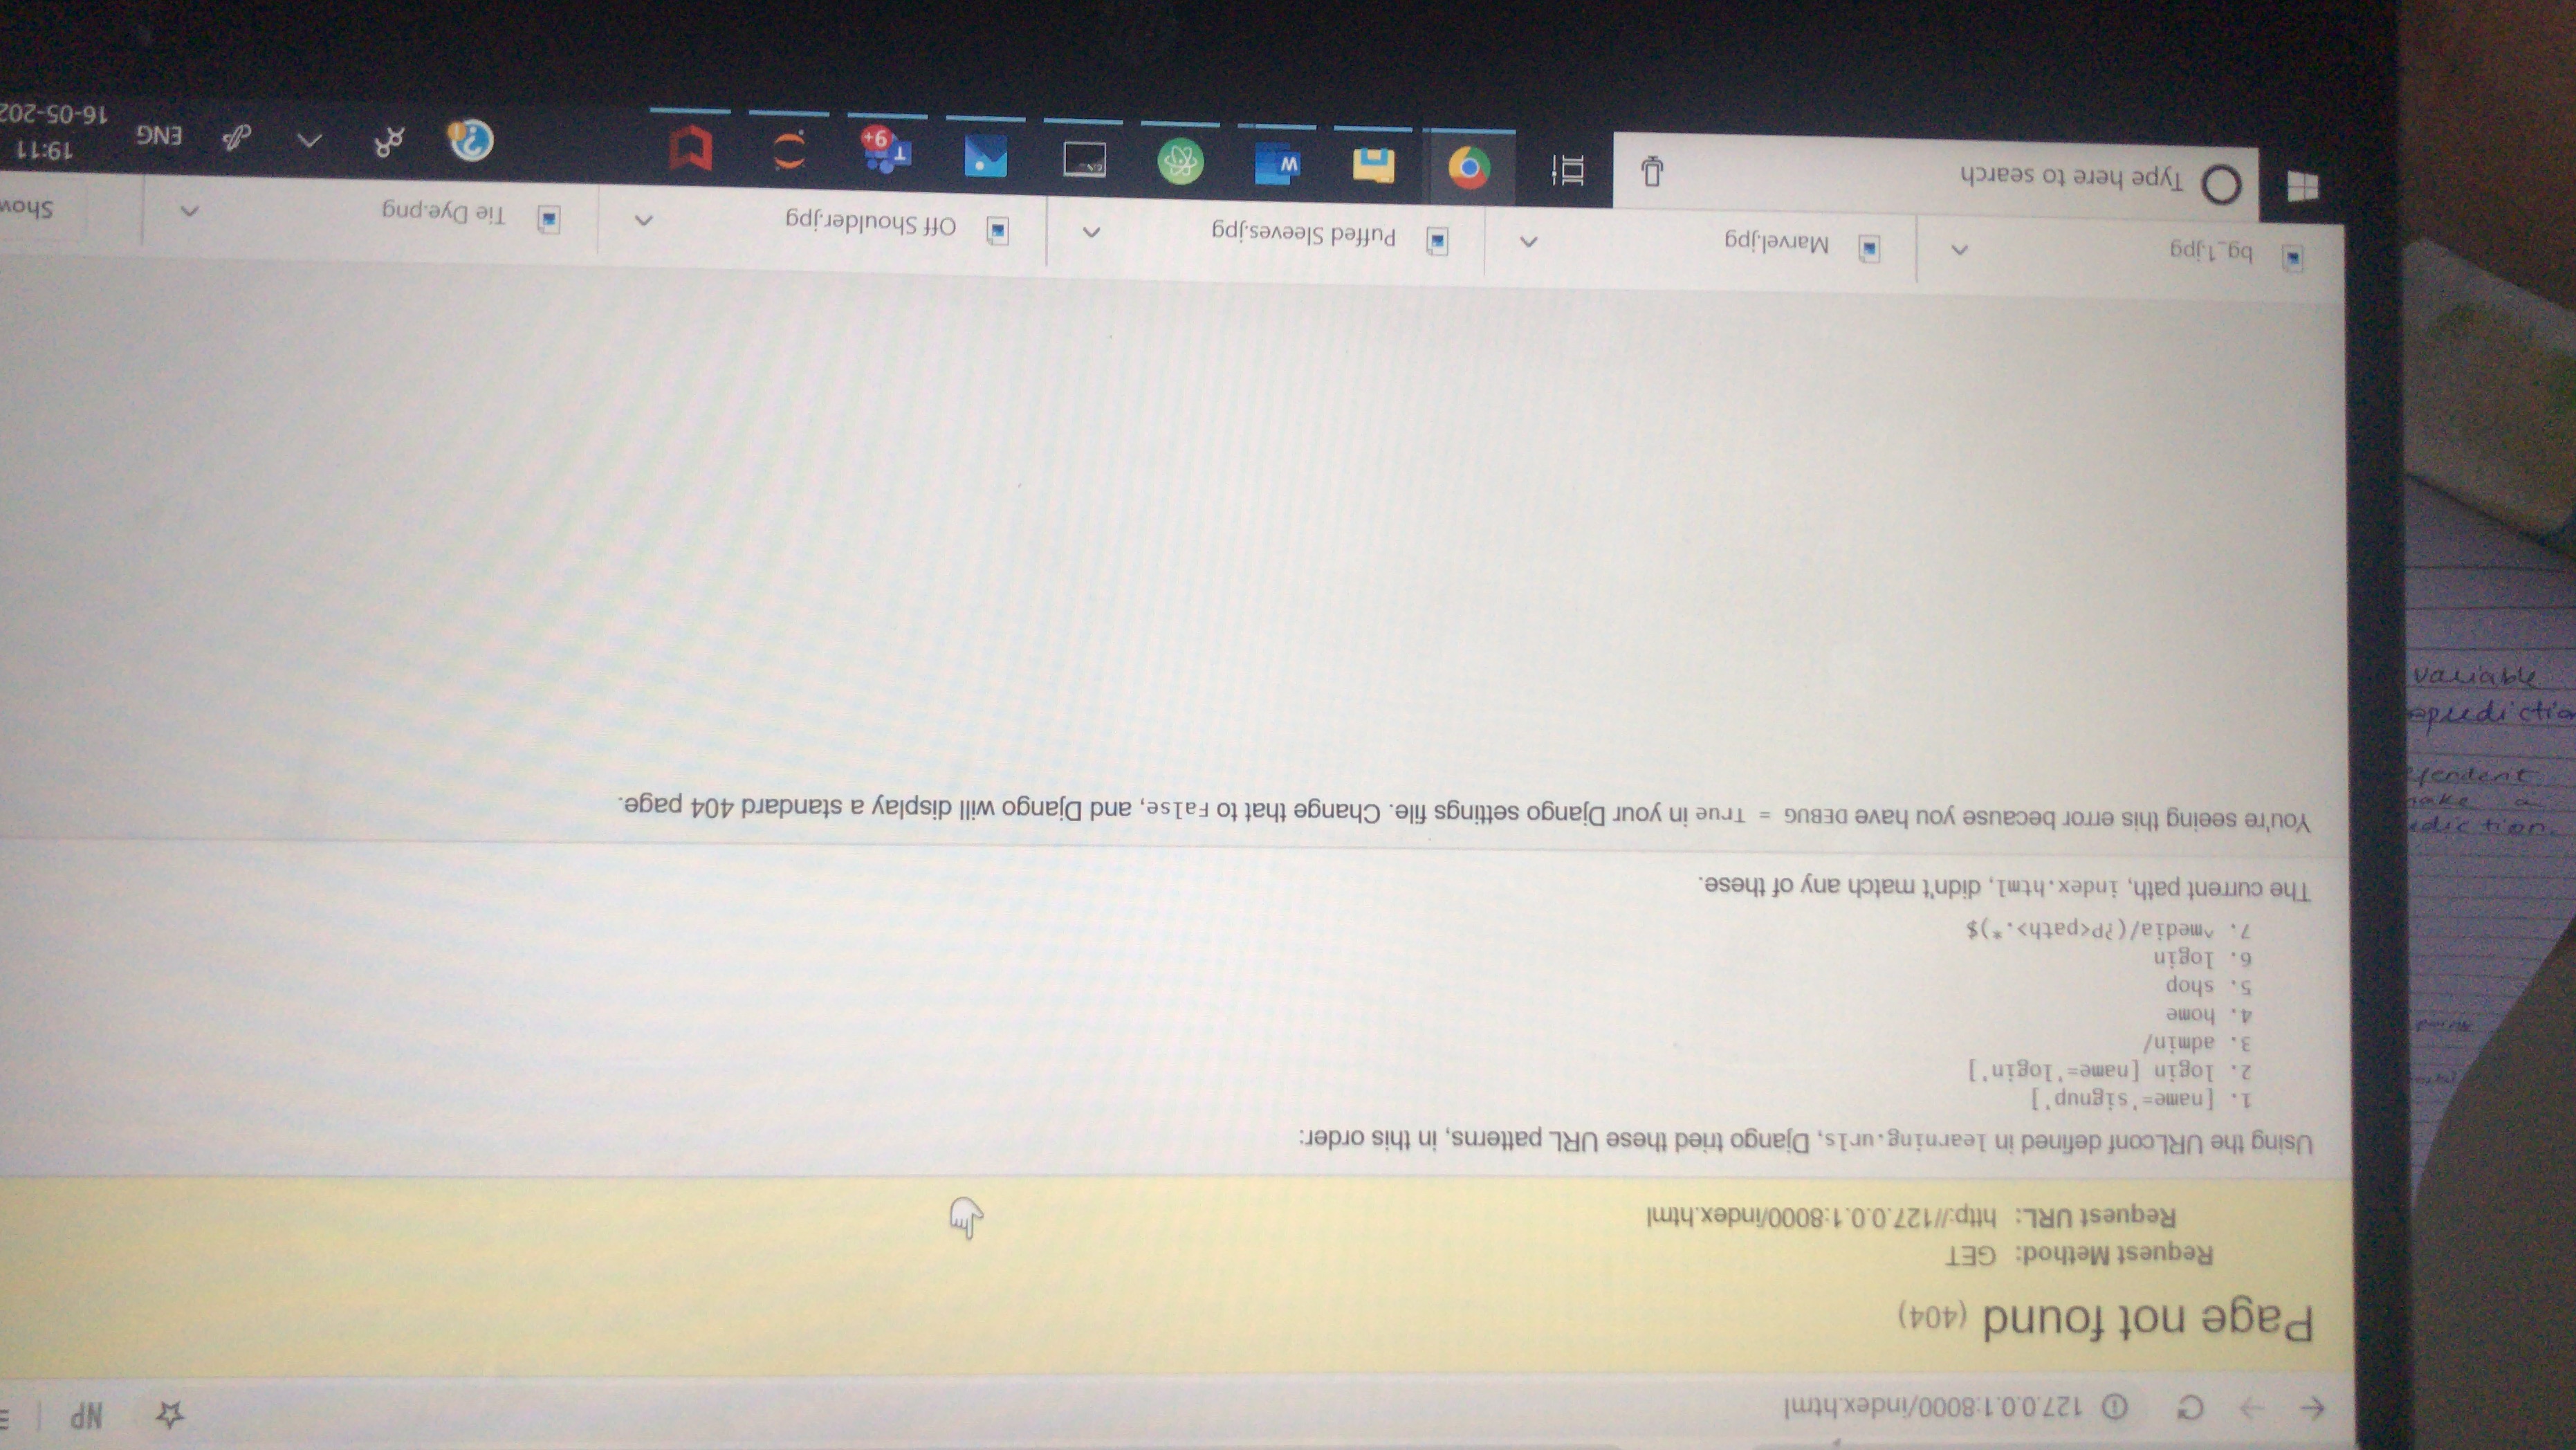 127.0.0.1:8000/index.html
NP
Page not found (404)
Request Method: GET
Request URL: http://127.0.0.1:8000/index.html
Using the URLconf defined in learning.urls, Django tried these URL patterns, in this order:
1. [name='signup']
2. login [name='login']
3. admin/
4. home
5. shop
6. login
7. ^media/(?P<path>.*)$
The current path, index.html, didn't match any of these.
You're seeing this error because you have DEBUG = True in your Django settings file. Change that to False, and Django will display a standard 404 page.
bg_1.jpg
Marvel.jpg
Puffed Sleeves.jpg
Off Shoulder.jpg
Tie Dye.png
Show
Type here to search
9+
ENG
19:11
16-05-202
variable